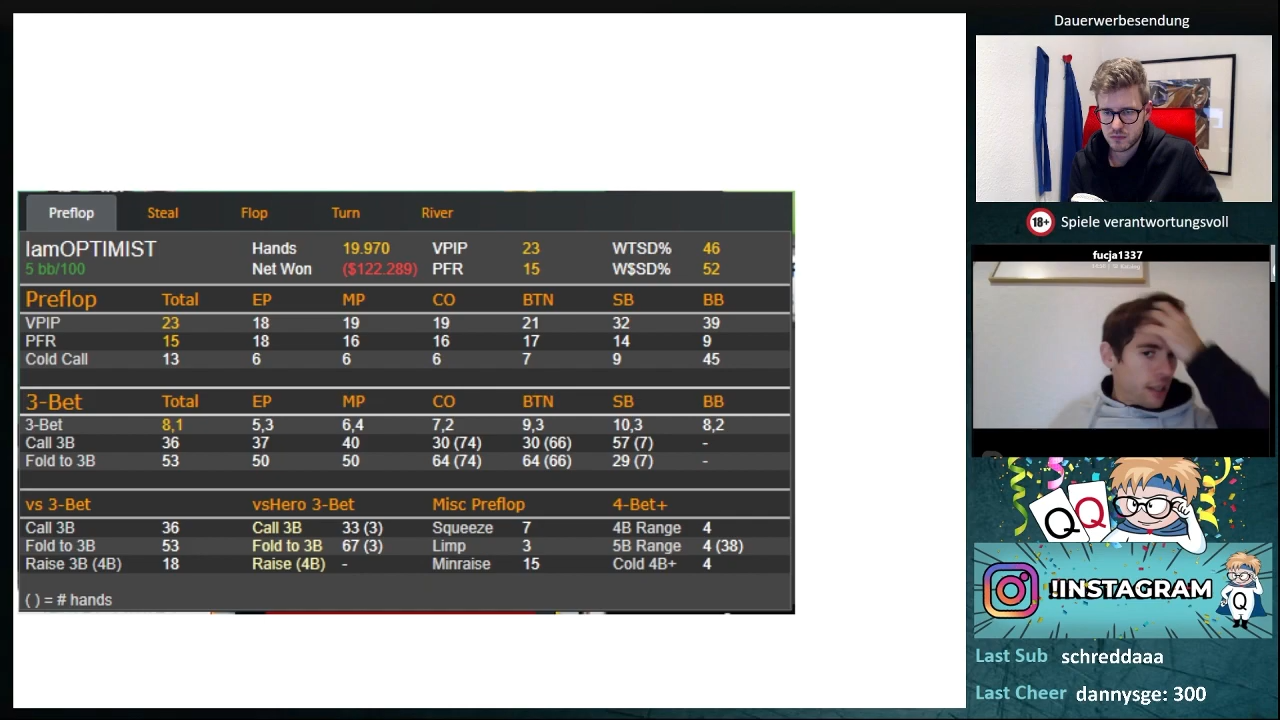 Dauerwerbesendung
Preflop Steal Flop Turn River
IamOPTIMIST Hands 19.970 VPIP 23 WTSD% 46
5 bb/100 Net Won ($122.289) PFR 15 W$SD% 52
Preflop Total EP MP CO BTN SB BB
VPIP 23 18 19 19 21 32 39
PFR 15 18 16 16 17 14 9
Cold Call 13 6 6 6 7 9 45
3-Bet Total EP MP CO BTN SB BB
3-Bet 8,1 5,3 6,4 7,2 9,3 10,3 8,2
Call 3B 36 37 40 30 (74) 30 (66) 57 (7) -
Fold to 3B 53 50 50 64 (74) 64 (66) 29 (7) -
vs 3-Bet vsHero 3-Bet Misc Preflop 4-Bet+
Call 3B 36 Call 3B 33 (3) Squeeze 7 4B Range 4
Fold to 3B 53 Fold to 3B 67 (3) Limp 3 5B Range 4 (38)
Raise 3B (4B) 18 Raise (4B) - Minraise 15 Cold 4B+ 4
( ) = # hands
18+ Spiele verantwortungsvoll
fucja1337
Q Q
!INSTAGRAM
Q
Last Sub schreddaaa
Last Cheer dannysge: 300